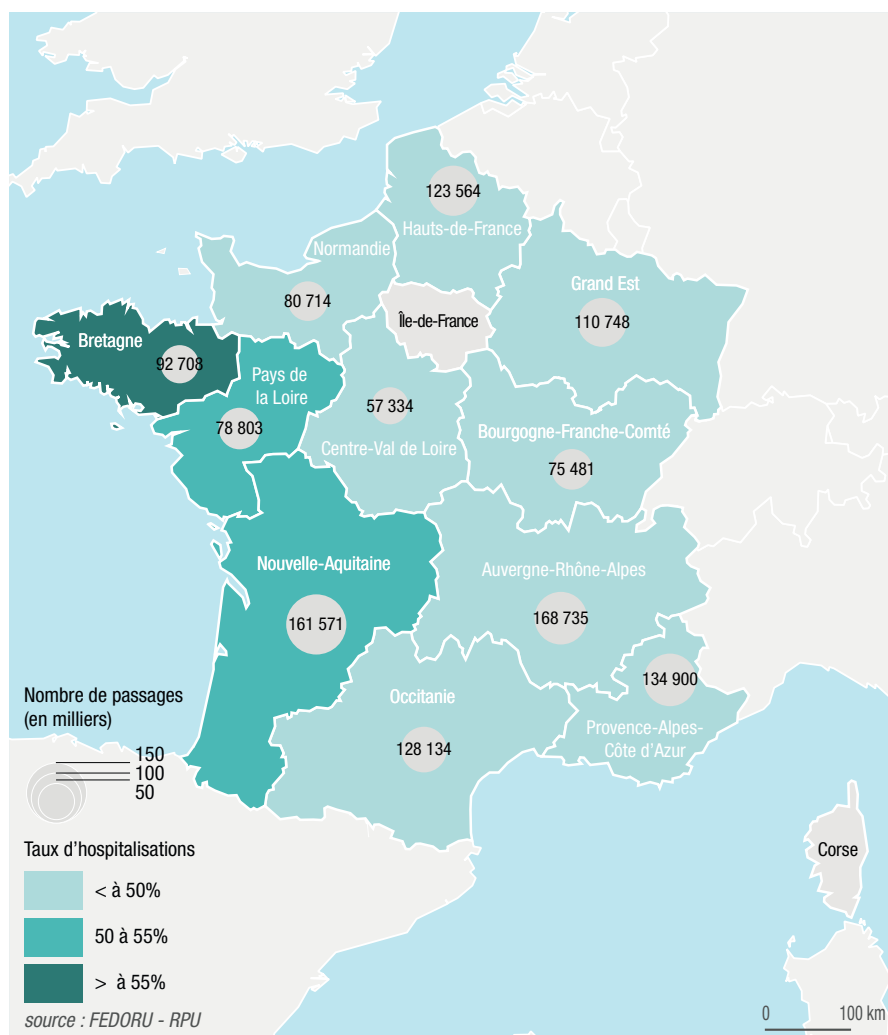 123 564
Hauts-de-France
Normandie
80 714
Grand Est
110 748
Île-de-France
Bretagne
92 708
Pays de
la Loire
78 803
57 334
Centre-Val de Loire
Bourgogne-Franche-Comté
75 481
Nouvelle-Aquitaine
161 571
Auvergne-Rhône-Alpes
168 735
134 900
Provence-Alpes-
Côte d'Azur
Occitanie
128 134
Corse
Nombre de passages
(en milliers)
150
100
50
Taux d’hospitalisations
< à 50%
50 à 55%
> à 55%
source : FEDORU - RPU
0 100 km